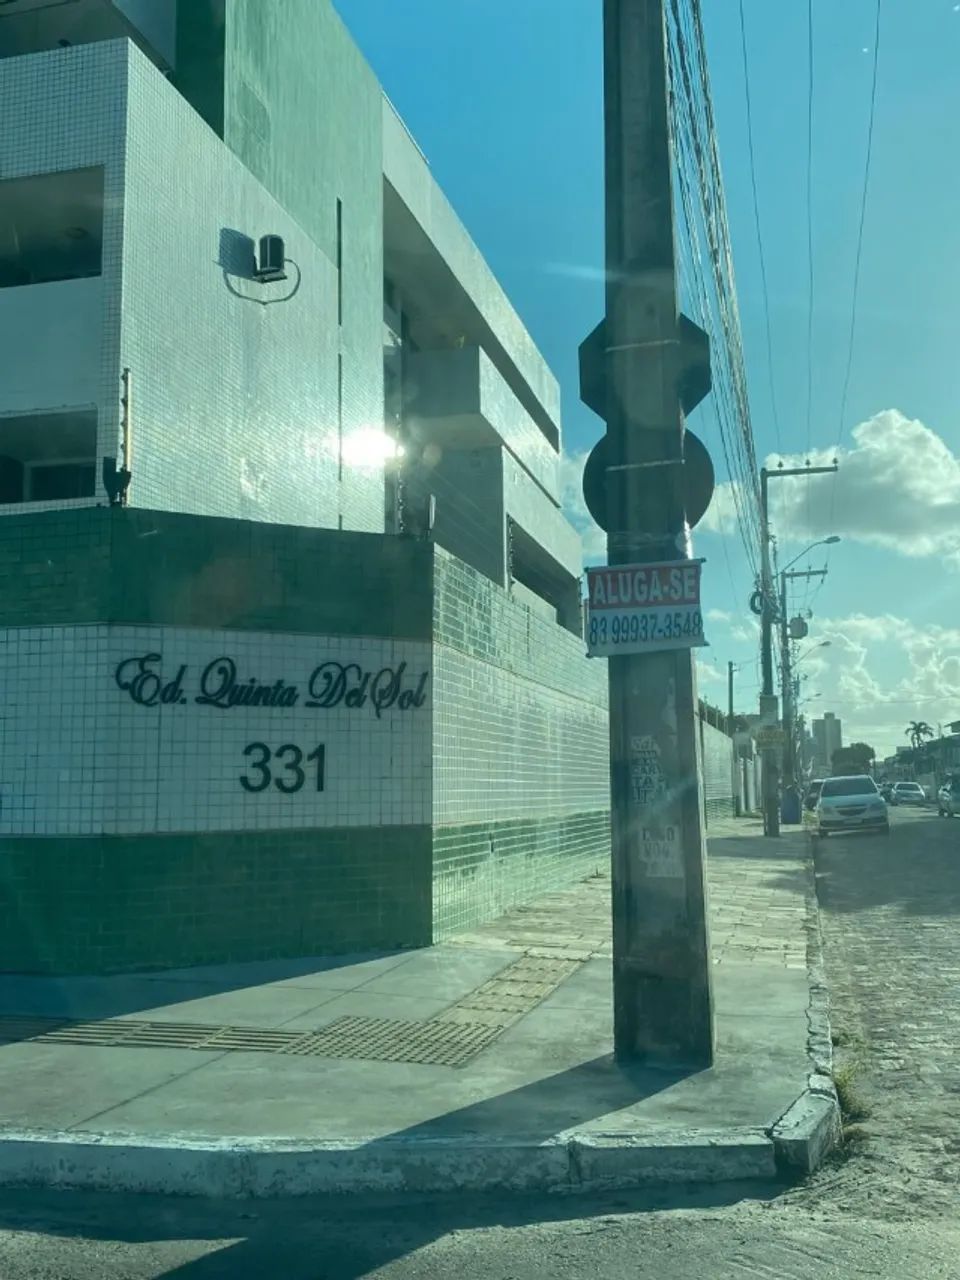 Ed. Quinta Del Sol
331
ALUGA-SE
83 99937-3548